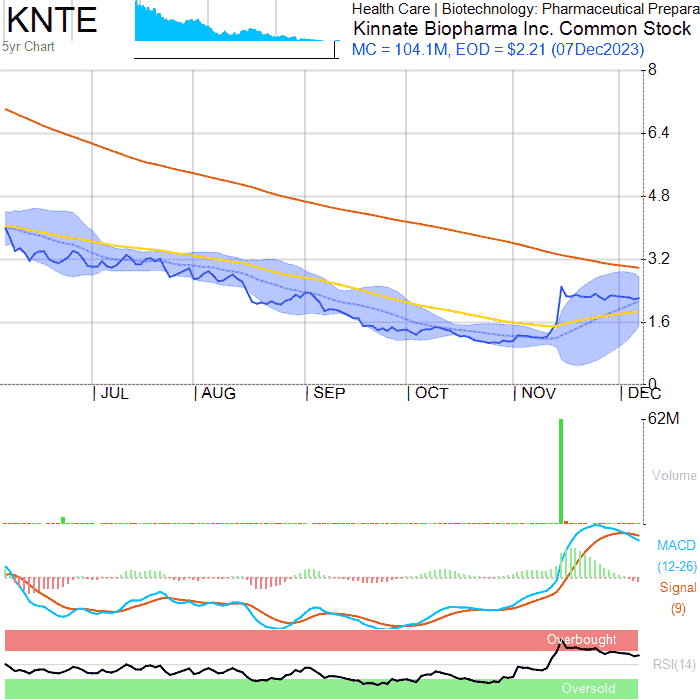 KNTE
5yr Chart
Health Care | Biotechnology: Pharmaceutical Prepara
Kinnate Biopharma Inc. Common Stock
MC = 104.1M, EOD = $2.21 (07Dec2023)
8
6.4
4.8
3.2
1.6
0
JUL AUG SEP OCT NOV DEC
62M
Volume
MACD
(12-26)
Signal
(9)
Overbought
RSI(14)
Oversold